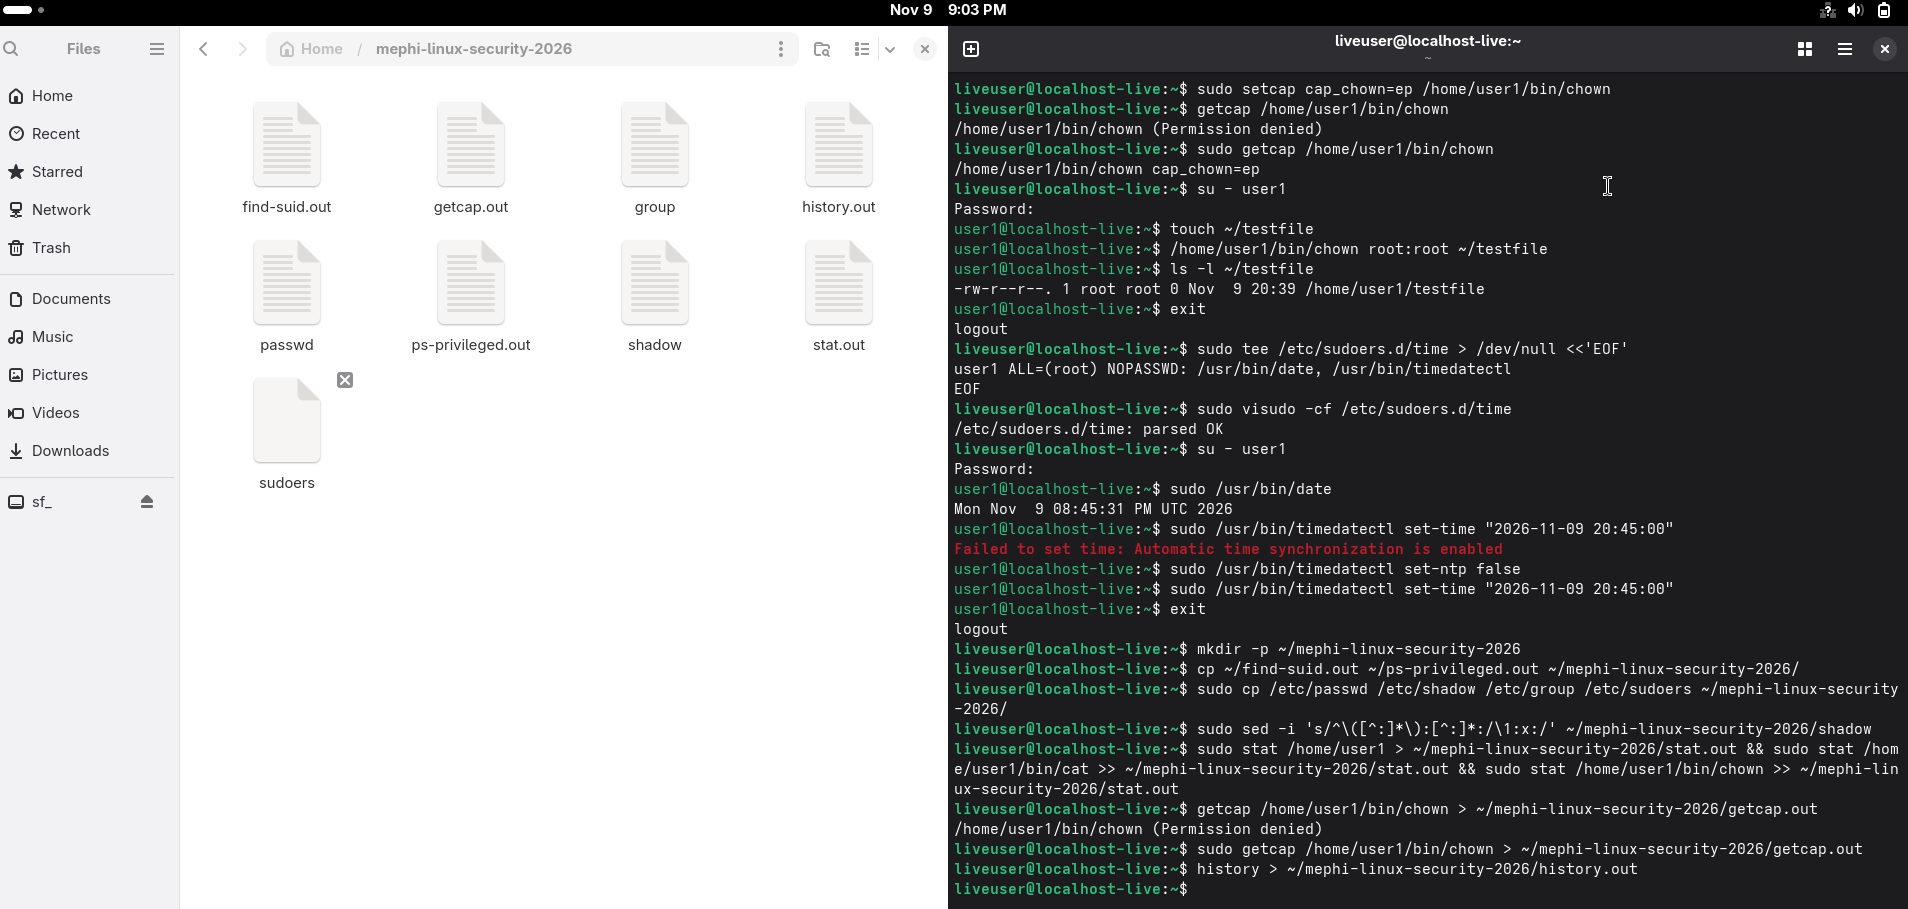 Nov 9 9:03 PM
Files
Home / mephi-linux-security-2026
liveuser@localhost-live:~
~
Home
Recent
Starred
Network
Trash
Documents
Music
Pictures
Videos
Downloads
sf_
find-suid.out
getcap.out
group
history.out
passwd
ps-privileged.out
shadow
stat.out
sudoers
liveuser@localhost-live:~$ sudo setcap cap_chown=ep /home/user1/bin/chown
liveuser@localhost-live:~$ getcap /home/user1/bin/chown
/home/user1/bin/chown (Permission denied)
liveuser@localhost-live:~$ sudo getcap /home/user1/bin/chown
/home/user1/bin/chown cap_chown=ep
liveuser@localhost-live:~$ su - user1
Password:
user1@localhost-live:~$ touch ~/testfile
user1@localhost-live:~$ /home/user1/bin/chown root:root ~/testfile
user1@localhost-live:~$ ls -l ~/testfile
-rw-r--r--. 1 root root 0 Nov  9 20:39 /home/user1/testfile
user1@localhost-live:~$ exit
logout
liveuser@localhost-live:~$ sudo tee /etc/sudoers.d/time > /dev/null <<'EOF'
user1 ALL=(root) NOPASSWD: /usr/bin/date, /usr/bin/timedatectl
EOF
liveuser@localhost-live:~$ sudo visudo -cf /etc/sudoers.d/time
/etc/sudoers.d/time: parsed OK
liveuser@localhost-live:~$ su - user1
Password:
user1@localhost-live:~$ sudo /usr/bin/date
Mon Nov  9 08:45:31 PM UTC 2026
user1@localhost-live:~$ sudo /usr/bin/timedatectl set-time "2026-11-09 20:45:00"
Failed to set time: Automatic time synchronization is enabled
user1@localhost-live:~$ sudo /usr/bin/timedatectl set-ntp false
user1@localhost-live:~$ sudo /usr/bin/timedatectl set-time "2026-11-09 20:45:00"
user1@localhost-live:~$ exit
logout
liveuser@localhost-live:~$ mkdir -p ~/mephi-linux-security-2026
liveuser@localhost-live:~$ cp ~/find-suid.out ~/ps-privileged.out ~/mephi-linux-security-2026/
liveuser@localhost-live:~$ sudo cp /etc/passwd /etc/shadow /etc/group /etc/sudoers ~/mephi-linux-security
-2026/
liveuser@localhost-live:~$ sudo sed -i 's/^\([^:]*\):[^:]*:/\1:x:/' ~/mephi-linux-security-2026/shadow
liveuser@localhost-live:~$ sudo stat /home/user1 > ~/mephi-linux-security-2026/stat.out && sudo stat /hom
e/user1/bin/cat >> ~/mephi-linux-security-2026/stat.out && sudo stat /home/user1/bin/chown >> ~/mephi-lin
ux-security-2026/stat.out
liveuser@localhost-live:~$ getcap /home/user1/bin/chown > ~/mephi-linux-security-2026/getcap.out
/home/user1/bin/chown (Permission denied)
liveuser@localhost-live:~$ sudo getcap /home/user1/bin/chown > ~/mephi-linux-security-2026/getcap.out
liveuser@localhost-live:~$ history > ~/mephi-linux-security-2026/history.out
liveuser@localhost-live:~$